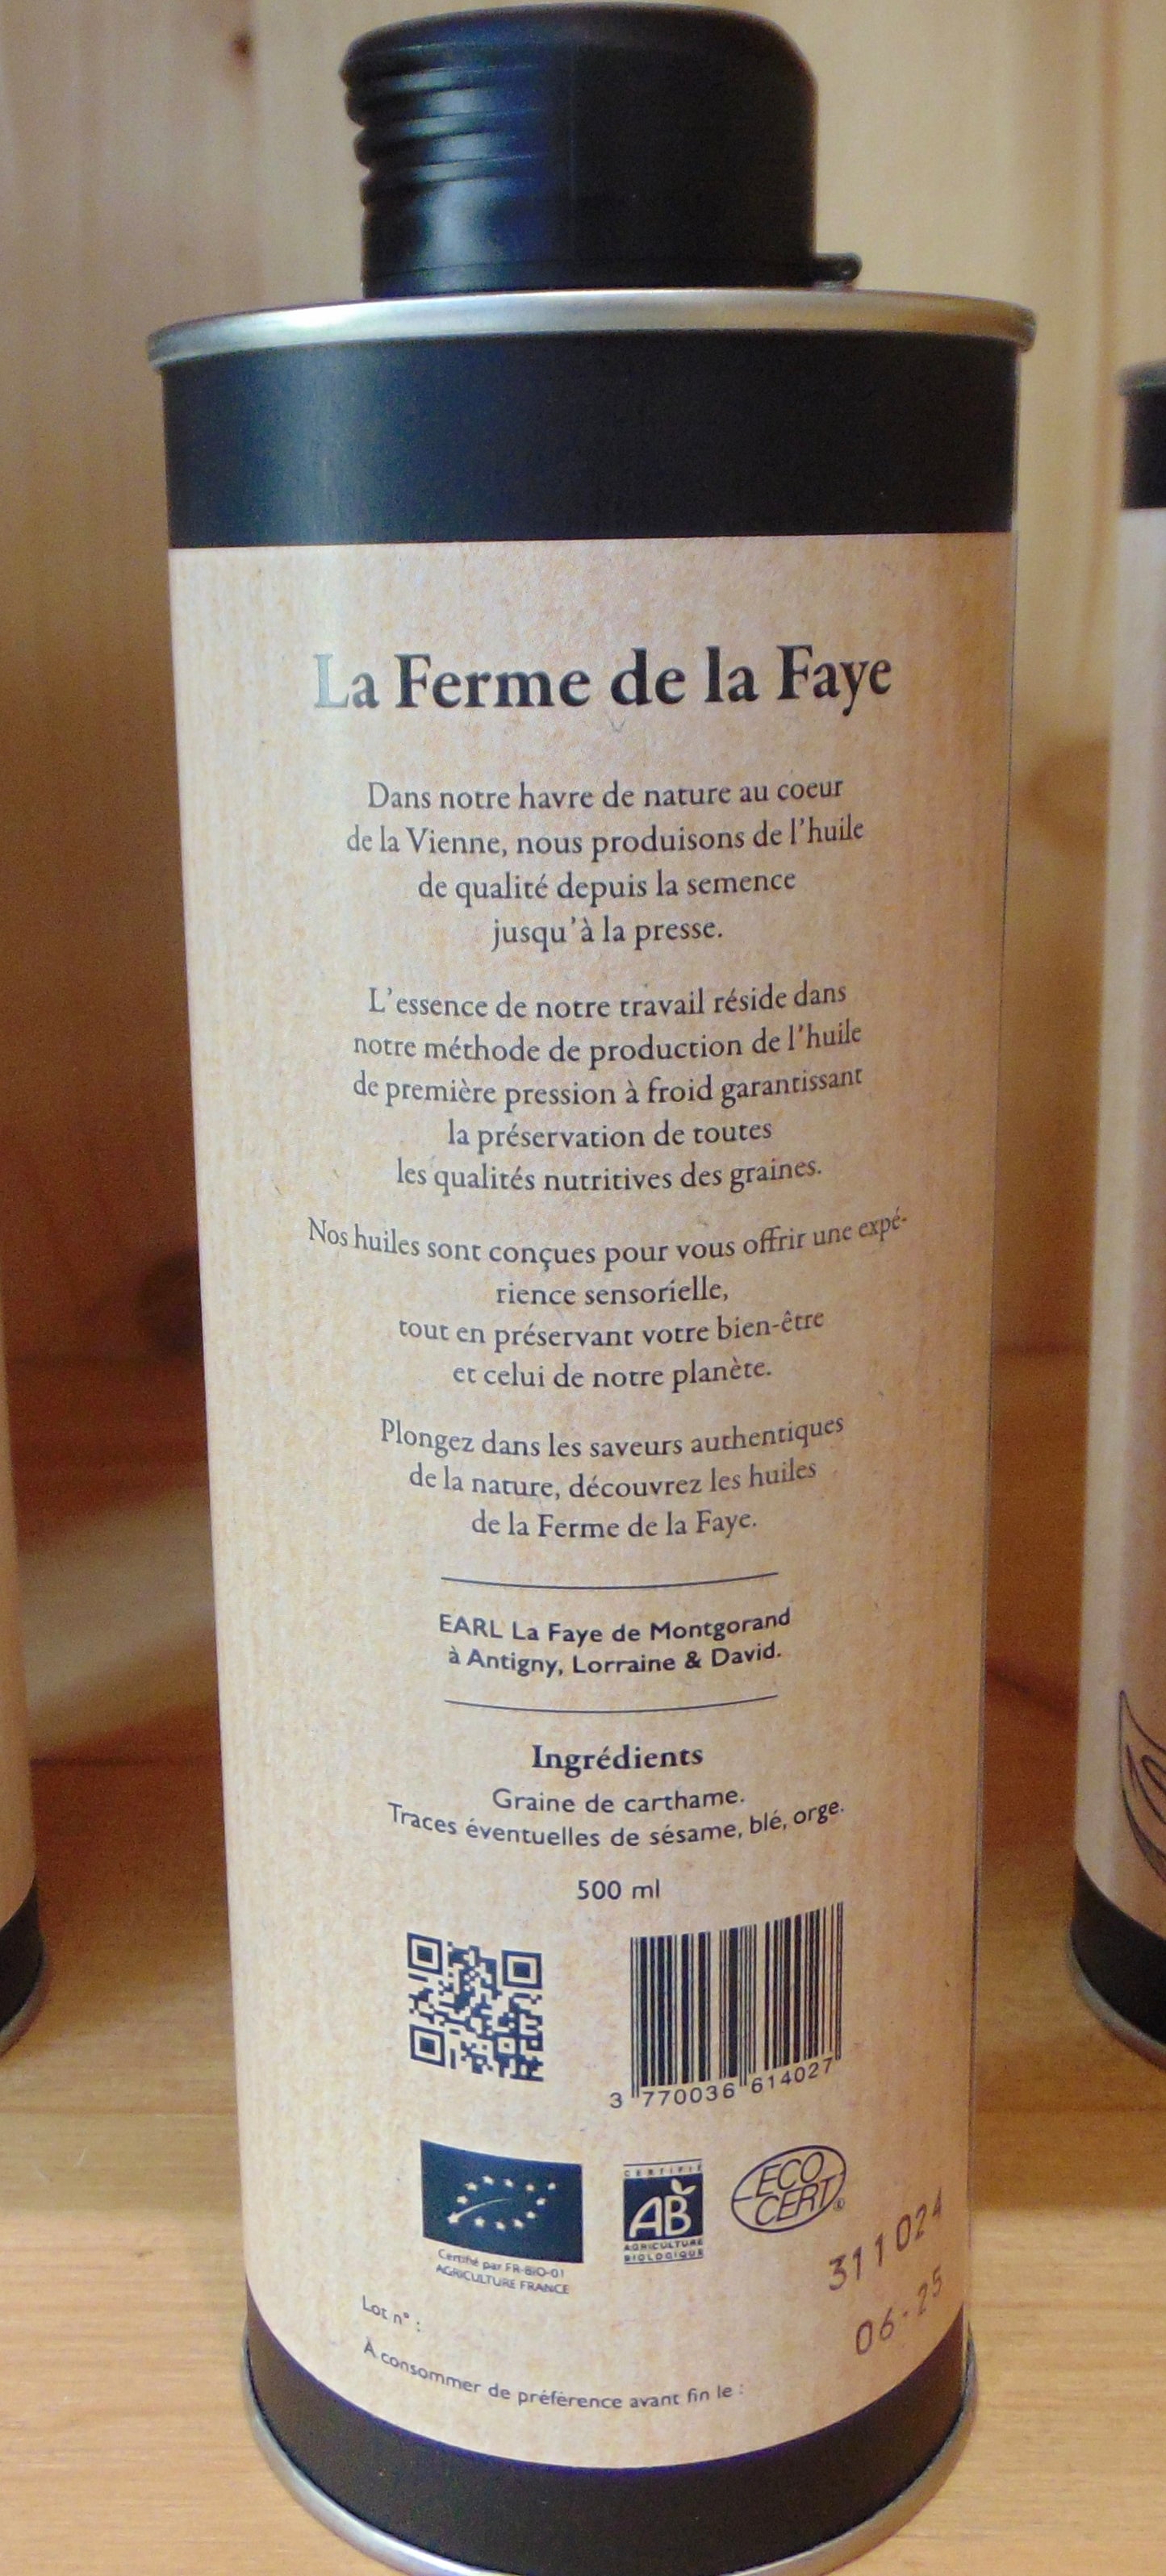 La Ferme de la Faye
Dans notre havre de nature au coeur
de la Vienne, nous produisons de l'huile
de qualité depuis la semence
jusqu'à la presse.
L'essence de notre travail réside dans
notre méthode de production de l'huile
de première pression à froid garantissant
la préservation de toutes
les qualités nutritives des graines.
Nos huiles sont conçues pour vous offrir une expé-
rience sensorielle,
tout en préservant votre bien-être
et celui de notre planète.
Plongez dans les saveurs authentiques
de la nature, découvrez les huiles
de la Ferme de la Faye.
EARL La Faye de Montgorand
à Antigny, Lorraine & David.
Ingrédients
Graine de carthame.
Traces éventuelles de sésame, blé, orge.
500 ml
3 770036 614027
CERTIFIÉ
AB
AGRICULTURE
BIOLOGIQUE
ECO
CERT®
Certifié par FR-BIO-01
AGRICULTURE FRANCE
Lot n° :
311024
À consommer de préférence avant fin le :
06-25